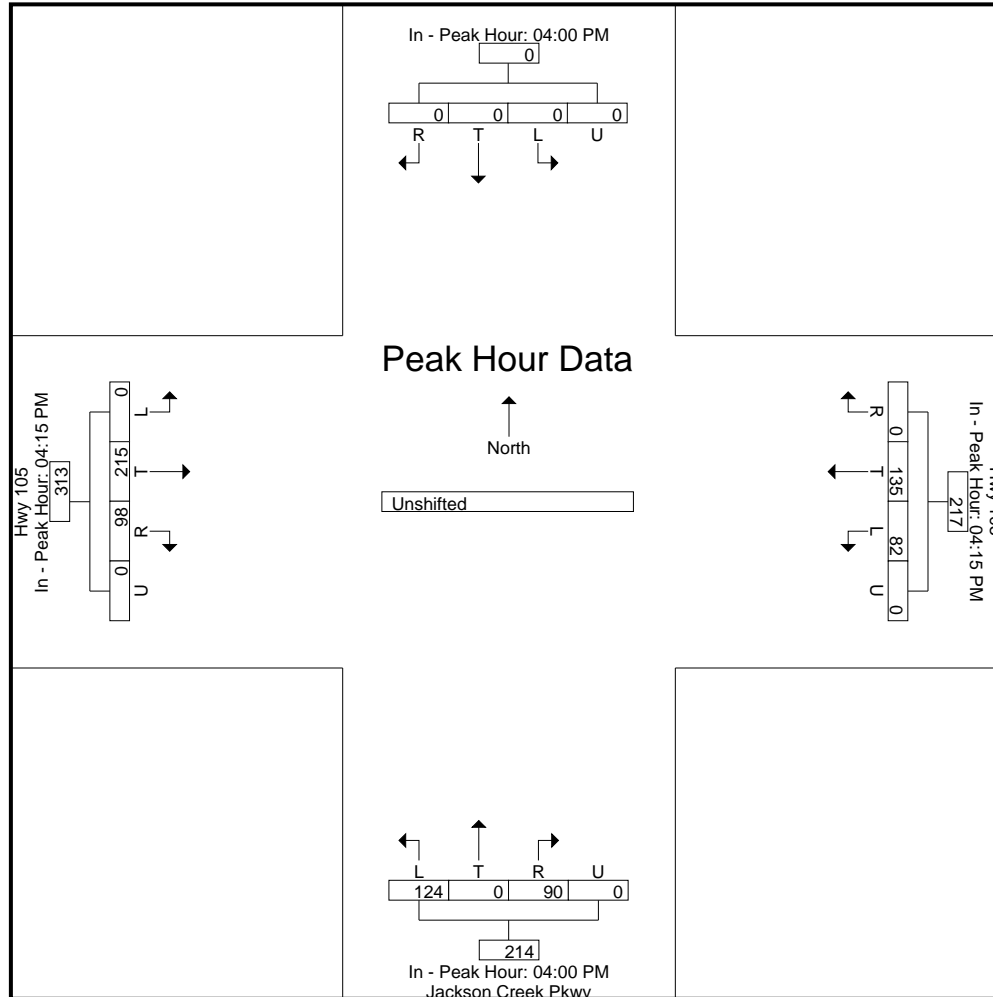 In - Peak Hour: 04:00 PM
0
0 0 0 0
R T L U
Peak Hour Data
North
Unshifted
Hwy 105
In - Peak Hour: 04:15 PM
313
0 215 98 0
L T R U
In - Peak Hour: 04:15 PM
217
0 135 82 0
R T L U
L T R U
124 0 90 0
214
In - Peak Hour: 04:00 PM
Jackson Creek Pkwy